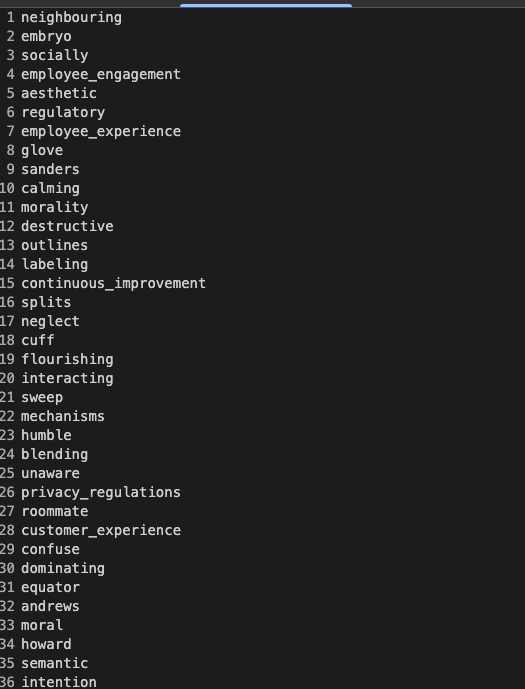 1 neighbouring
2 embryo
3 socially
4 employee_engagement
5 aesthetic
6 regulatory
7 employee_experience
8 glove
9 sanders
10 calming
11 morality
12 destructive
13 outlines
14 labeling
15 continuous_improvement
16 splits
17 neglect
18 cuff
19 flourishing
20 interacting
21 sweep
22 mechanisms
23 humble
24 blending
25 unaware
26 privacy_regulations
27 roommate
28 customer_experience
29 confuse
30 dominating
31 equator
32 andrews
33 moral
34 howard
35 semantic
36 intention